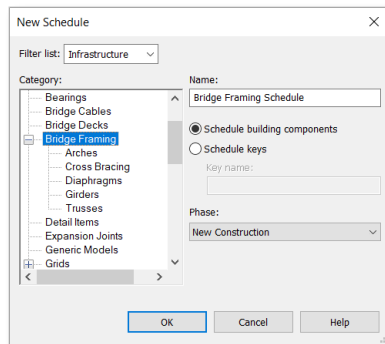 New Schedule
Filter list: Infrastructure
Category:
Bearings
Bridge Cables
Bridge Decks
Bridge Framing
Arches
Cross Bracing
Diaphragms
Girders
Trusses
Detail Items
Expansion Joints
Generic Models
Grids
Name:
Bridge Framing Schedule
Schedule building components
Schedule keys
Key name:
Phase:
New Construction
OK Cancel Help